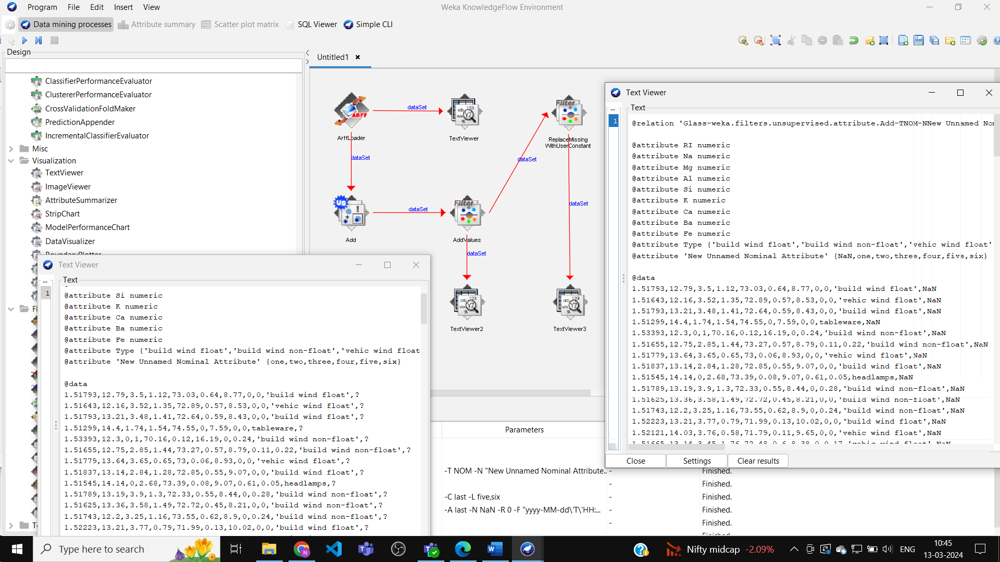 Program File Edit Insert View
Weka KnowledgeFlow Environment
Data mining processes Attribute summary Scatter plot matrix SQL Viewer Simple CLI
Design
Untitled1
ClassifierPerformanceEvaluator
ClustererPerformanceEvaluator
CrossValidationFoldMaker
PredictionAppender
IncrementalClassifierEvaluator
Misc
Visualization
TextViewer
ImageViewer
AttributeSummarizer
StripChart
ModelPerformanceChart
DataVisualizer
BoundaryPlotter
ArffLoader
dataSet
TextViewer
dataSet
Add
dataSet
AddValues
dataSet
TextViewer2
dataSet
Filter
ReplaceMissing
WithUserConstant
dataSet
TextViewer3
Text Viewer
...
Text
1
@attribute Si numeric
@attribute K numeric
@attribute Ca numeric
@attribute Ba numeric
@attribute Fe numeric
@attribute Type {'build wind float','build wind non-float','vehic wind float
@attribute 'New Unnamed Nominal Attribute' {one,two,three,four,five,six}
@data
1.51793,12.79,3.5,1.12,73.03,0.64,8.77,0,0,'build wind float',?
1.51643,12.16,3.52,1.35,72.89,0.57,8.53,0,0,'vehic wind float',?
1.51793,13.21,3.48,1.41,72.64,0.59,8.43,0,0,'build wind float',?
1.51299,14.4,1.74,1.54,74.55,0,7.59,0,0,tableware,?
1.53393,12.3,0,1,70.16,0.12,16.19,0,0.24,'build wind non-float',?
1.51655,12.75,2.85,1.44,73.27,0.57,8.79,0.11,0.22,'build wind non-float',?
1.51779,13.64,3.65,0.65,73,0.06,8.93,0,0,'vehic wind float',?
1.51837,13.14,2.84,1.28,72.85,0.55,9.07,0,0,'build wind float',?
1.51545,14.14,0,2.68,73.39,0.08,9.07,0.61,0.05,headlamps,?
1.51789,13.19,3.9,1.3,72.33,0.55,8.44,0,0.28,'build wind non-float',?
1.51625,13.36,3.58,1.49,72.72,0.45,8.21,0,0,'build wind non-float',?
1.51743,12.2,3.25,1.16,73.55,0.62,8.9,0,0.24,'build wind non-float',?
1.52223,13.21,3.77,0.79,71.99,0.13,10.02,0,0,'build wind float',?
Text Viewer
...
Text
1
@relation 'Glass-weka.filters.unsupervised.attribute.Add-TNOM-NNew Unnamed Nor
@attribute RI numeric
@attribute Na numeric
@attribute Mg numeric
@attribute Al numeric
@attribute Si numeric
@attribute K numeric
@attribute Ca numeric
@attribute Ba numeric
@attribute Fe numeric
@attribute Type {'build wind float','build wind non-float','vehic wind float'
@attribute 'New Unnamed Nominal Attribute' {NaN,one,two,three,four,five,six}
@data
1.51793,12.79,3.5,1.12,73.03,0.64,8.77,0,0,'build wind float',NaN
1.51643,12.16,3.52,1.35,72.89,0.57,8.53,0,0,'vehic wind float',NaN
1.51793,13.21,3.48,1.41,72.64,0.59,8.43,0,0,'build wind float',NaN
1.51299,14.4,1.74,1.54,74.55,0,7.59,0,0,tableware,NaN
1.53393,12.3,0,1,70.16,0.12,16.19,0,0.24,'build wind non-float',NaN
1.51655,12.75,2.85,1.44,73.27,0.57,8.79,0.11,0.22,'build wind non-float',NaN
1.51779,13.64,3.65,0.65,73,0.06,8.93,0,0,'vehic wind float',NaN
1.51837,13.14,2.84,1.28,72.85,0.55,9.07,0,0,'build wind float',NaN
1.51545,14.14,0,2.68,73.39,0.08,9.07,0.61,0.05,headlamps,NaN
1.51789,13.19,3.9,1.3,72.33,0.55,8.44,0,0.28,'build wind non-float',NaN
1.51625,13.36,3.58,1.49,72.72,0.45,8.21,0,0,'build wind non-float',NaN
1.51743,12.2,3.25,1.16,73.55,0.62,8.9,0,0.24,'build wind non-float',NaN
1.52223,13.21,3.77,0.79,71.99,0.13,10.02,0,0,'build wind float',NaN
1.52121,14.03,3.76,0.58,71.79,0.11,9.65,0,0,'vehic wind float',NaN
1.51665,13.14,3.45,1.76,72.48,0.6,8.38,0,0.17,'vehic wind float',NaN
Close Settings Clear results
Parameters
-T NOM -N "New Unnamed Nominal Attribute... - Finished.
- Finished.
-C last -L five,six - Finished.
-A last -N NaN -R 0 -F "yyyy-MM-dd\'T\'HH:... - Finished.
- Finished.
Finished.
Type here to search
Nifty midcap -2.09%
ENG
10:45
13-03-2024